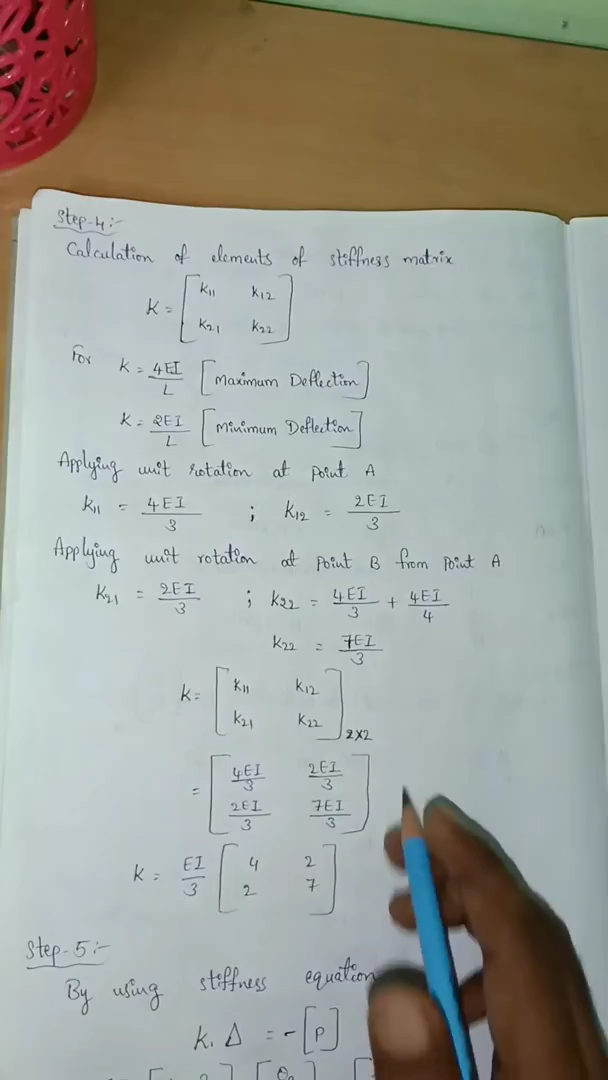 Step-4:-
Calculation of elements of stiffness matrix
K = [ K11 K12
K21 K22 ]
For K = 4EI/L [Maximum Deflection]
K = 2EI/L [Minimum Deflection]
Applying unit rotation at point A
K11 = 4EI/3 ; K12 = 2EI/3
Applying unit rotation at point B from point A
K21 = 2EI/3 ; K22 = 4EI/3 + 4EI/4
K22 = 7EI/3
K = [ K11 K12
K21 K22 ] 2x2
= [ 4EI/3 2EI/3
2EI/3 7EI/3 ]
K = EI/3 [ 4 2
2 7 ]
Step-5:-
By using stiffness equation
K. Δ = -[P]